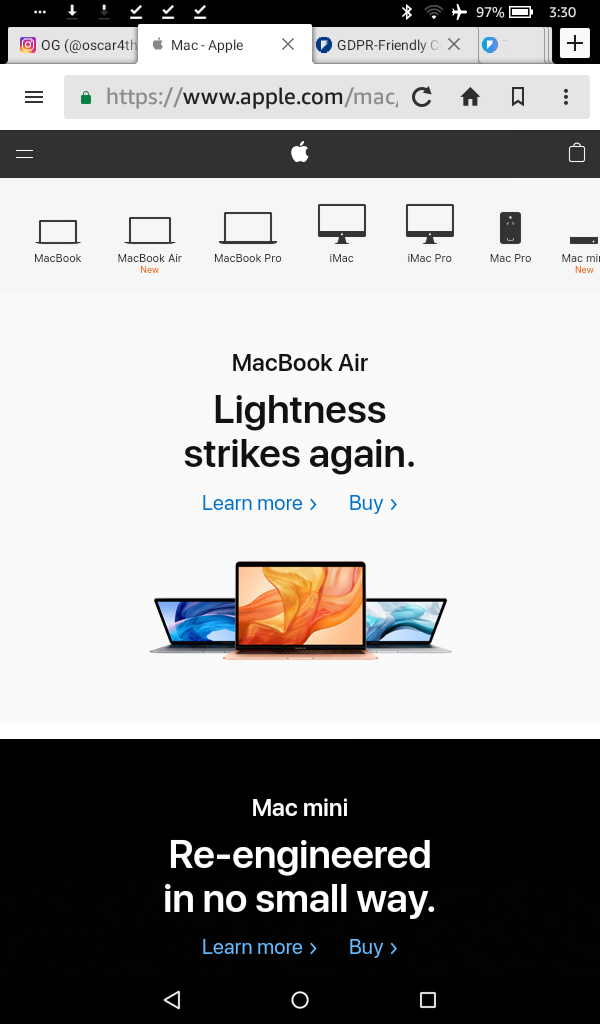 97% 3:30
OG (@oscar4th
Mac - Apple
GDPR-Friendly C
https://www.apple.com/mac/
MacBook MacBook Air MacBook Pro iMac iMac Pro Mac Pro Mac mi
New New
MacBook Air
Lightness
strikes again.
Learn more › Buy ›
Mac mini
Re-engineered
in no small way.
Learn more › Buy ›